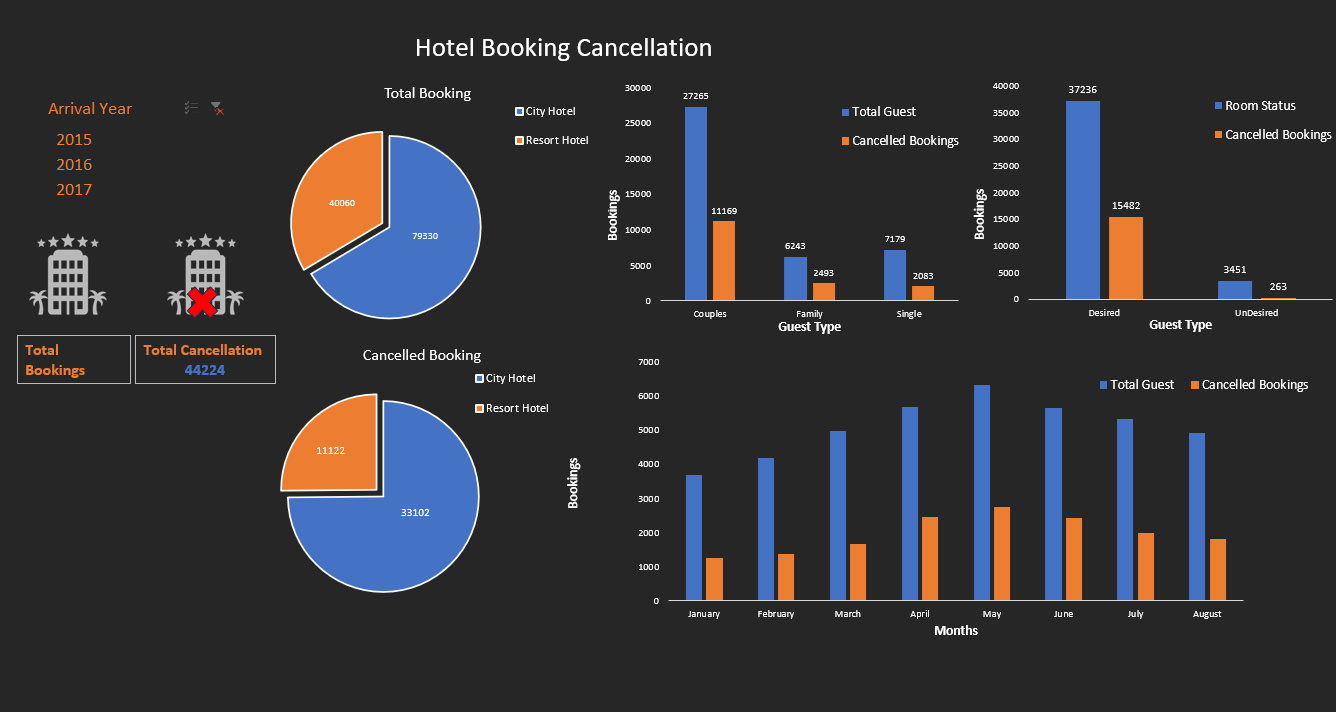 Hotel Booking Cancellation
Arrival Year
2015
2016
2017
Total
Bookings
Total Cancellation
44224
Total Booking
City Hotel
Resort Hotel
40060
79330
Cancelled Booking
City Hotel
Resort Hotel
11122
33102
30000
25000
20000
15000
10000
5000
0
Bookings
27265
11169
6243
2493
7179
2083
Total Guest
Cancelled Bookings
Couples
Family
Single
Guest Type
40000
35000
30000
25000
20000
15000
10000
5000
0
Bookings
37236
15482
3451
263
Room Status
Cancelled Bookings
Desired
UnDesired
Guest Type
7000
6000
5000
4000
3000
2000
1000
0
Bookings
Total Guest
Cancelled Bookings
January
February
March
April
May
June
July
August
Months